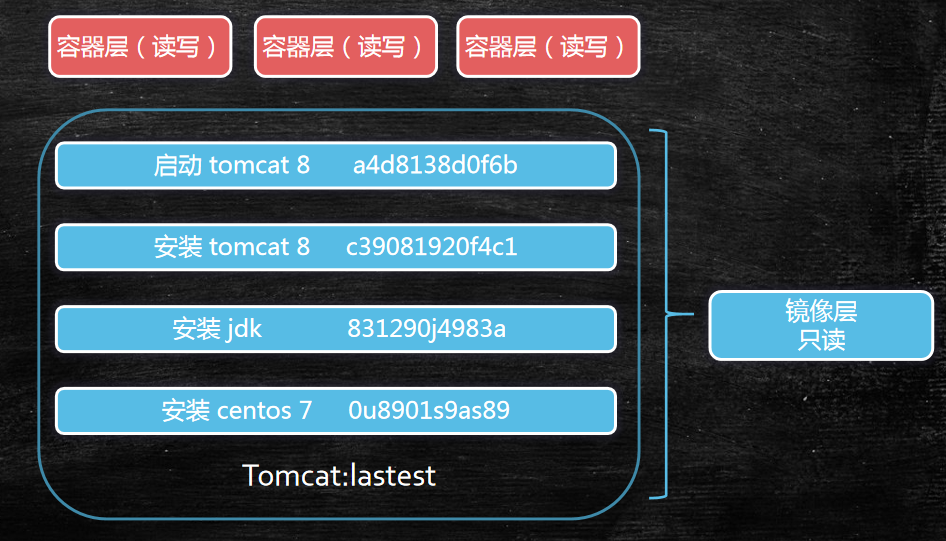 容器层（读写） 容器层（读写） 容器层（读写）
启动 tomcat 8 a4d8138d0f6b
安装 tomcat 8 c39081920f4c1
安装 jdk 831290j4983a
镜像层
只读
安装 centos 7 0u8901s9as89
Tomcat:lastest